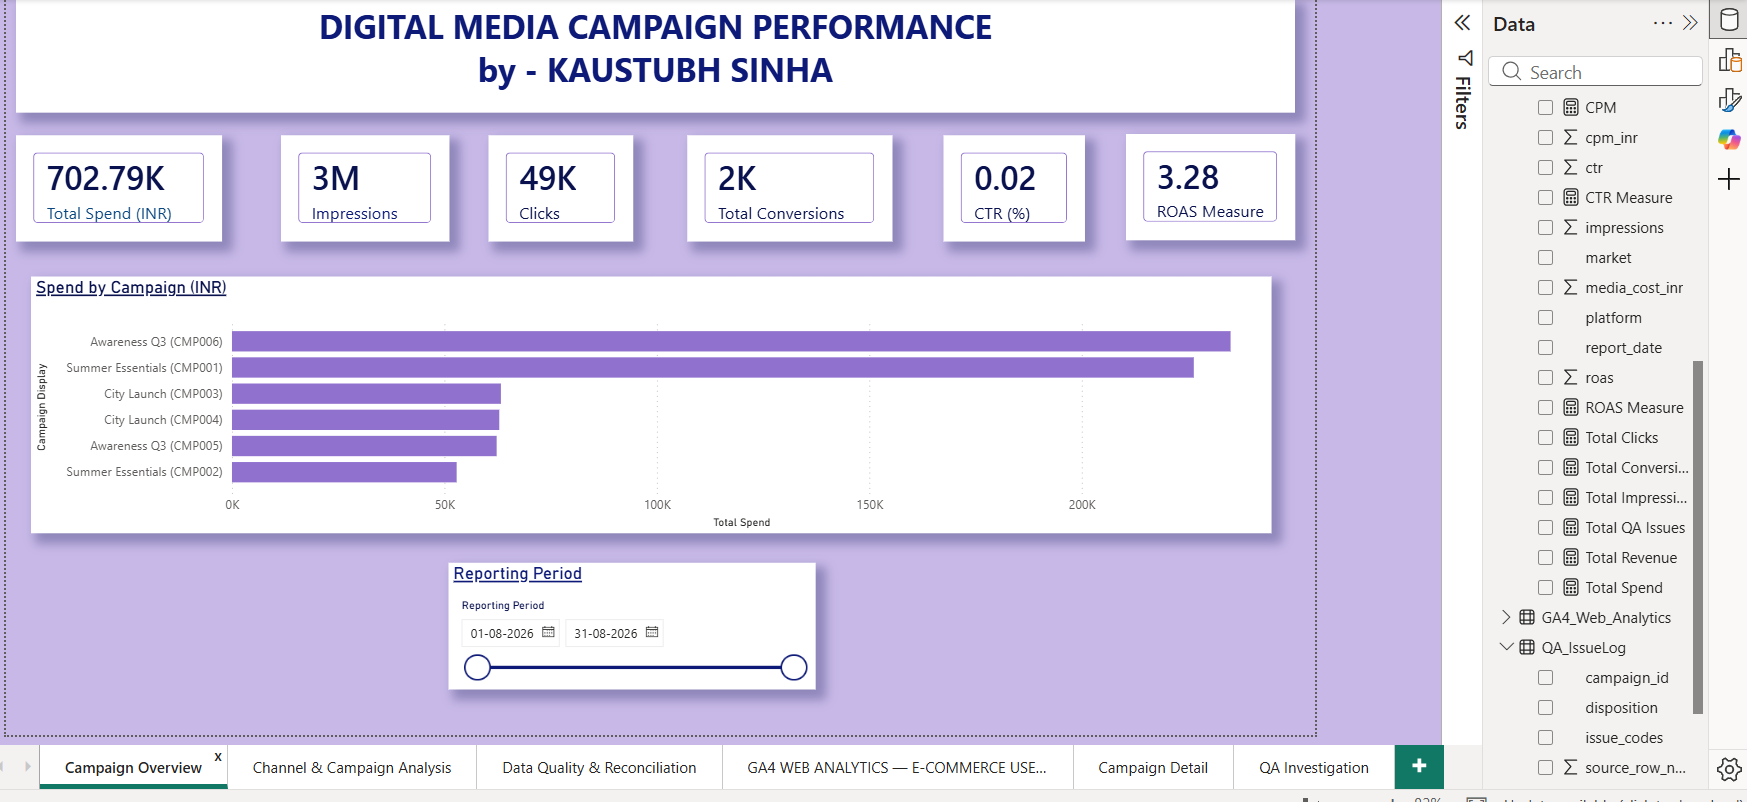 DIGITAL MEDIA CAMPAIGN PERFORMANCE
by - KAUSTUBH SINHA
702.79K
Total Spend (INR)
3M
Impressions
49K
Clicks
2K
Total Conversions
0.02
CTR (%)
3.28
ROAS Measure
Spend by Campaign (INR)
Campaign Display
Awareness Q3 (CMP006)
Summer Essentials (CMP001)
City Launch (CMP003)
City Launch (CMP004)
Awareness Q3 (CMP005)
Summer Essentials (CMP002)
0K 50K 100K 150K 200K
Total Spend
Reporting Period
Reporting Period
01-08-2026 31-08-2026
Filters
Data
Search
CPM
cpm_inr
ctr
CTR Measure
impressions
market
media_cost_inr
platform
report_date
roas
ROAS Measure
Total Clicks
Total Conversi...
Total Impressi...
Total QA Issues
Total Revenue
Total Spend
GA4_Web_Analytics
QA_IssueLog
campaign_id
disposition
issue_codes
source_row_n...
Campaign Overview x
Channel & Campaign Analysis
Data Quality & Reconciliation
GA4 WEB ANALYTICS — E-COMMERCE USE...
Campaign Detail
QA Investigation